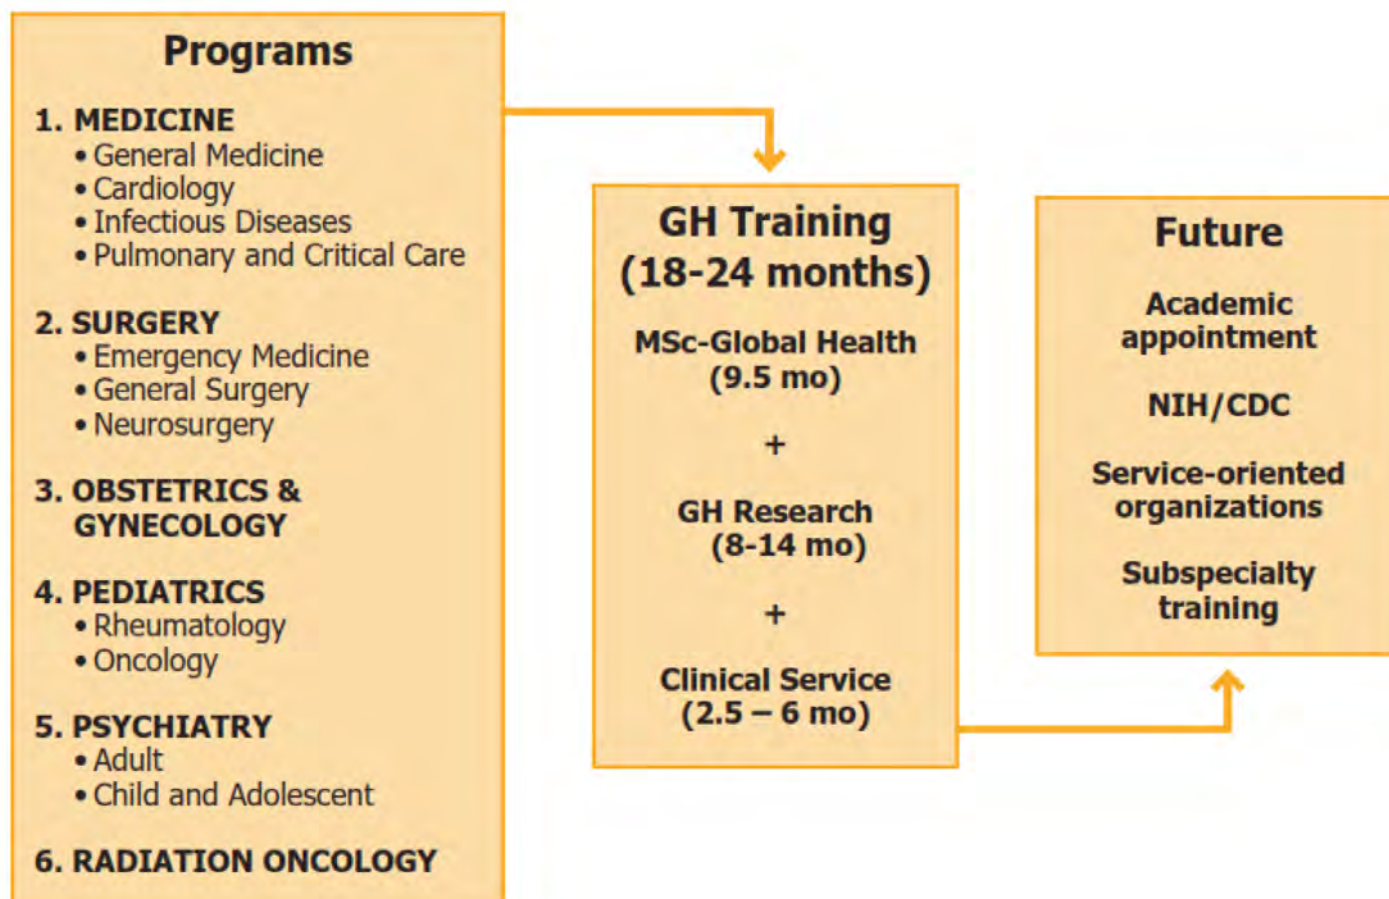 Programs
1. MEDICINE
• General Medicine
• Cardiology
• Infectious Diseases
• Pulmonary and Critical Care
2. SURGERY
• Emergency Medicine
• General Surgery
• Neurosurgery
3. OBSTETRICS &
GYNECOLOGY
4. PEDIATRICS
• Rheumatology
• Oncology
5. PSYCHIATRY
• Adult
• Child and Adolescent
6. RADIATION ONCOLOGY
GH Training
(18-24 months)
MSc-Global Health
(9.5 mo)
+
GH Research
(8-14 mo)
+
Clinical Service
(2.5 – 6 mo)
Future
Academic
appointment
NIH/CDC
Service-oriented
organizations
Subspecialty
training